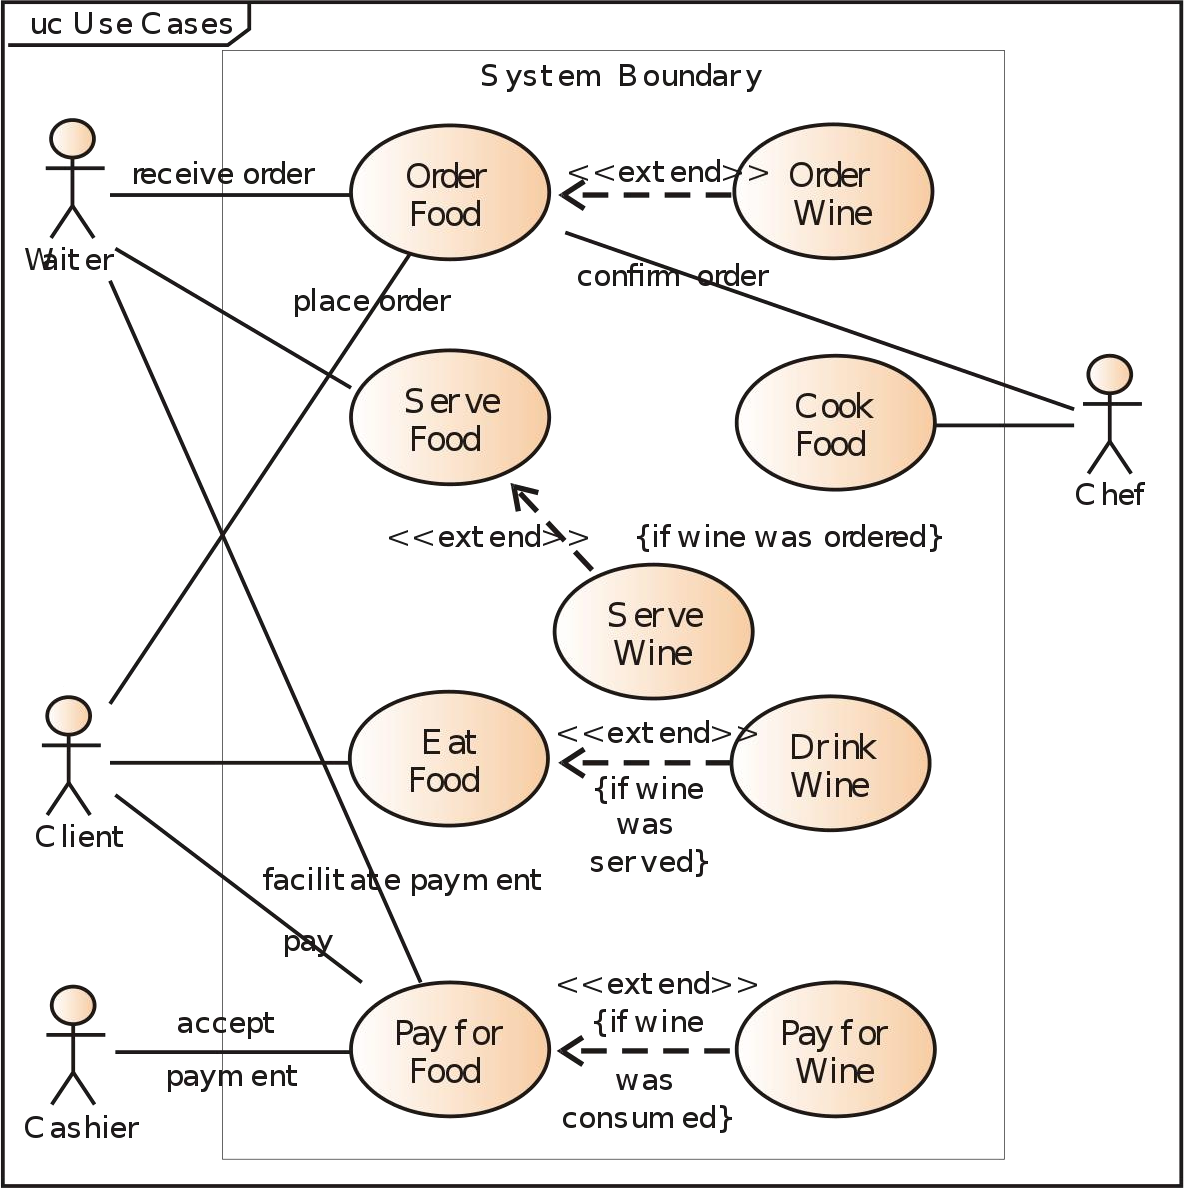 uc Use Cases
System Boundary
receive order
Order
Food
<<extend>>
Order
Wine
Waiter
confirm order
place order
Serve
Food
Cook
Food
Chef
<<extend>>
{if wine was ordered}
Serve
Wine
Eat
Food
<<extend>>
{if wine
was
served}
Drink
Wine
Client
facilitate payment
pay
accept
payment
Pay for
Food
<<extend>>
{if wine
was
consumed}
Pay for
Wine
Cashier